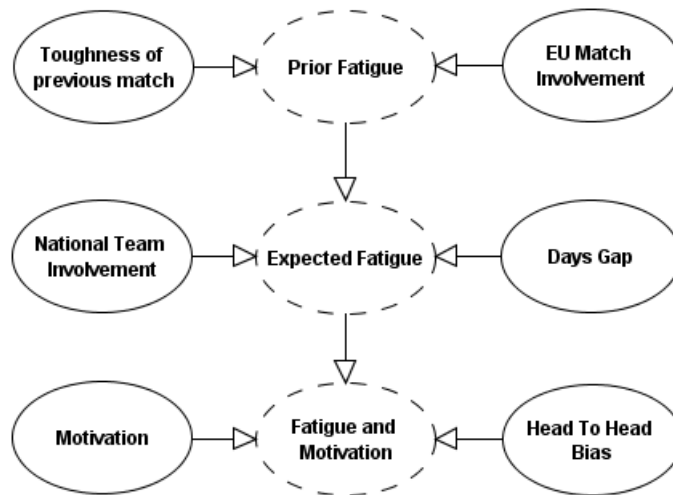 Toughness of
previous match
Prior Fatigue
EU Match
Involvement
National Team
Involvement
Expected Fatigue
Days Gap
Motivation
Fatigue and
Motivation
Head To Head
Bias